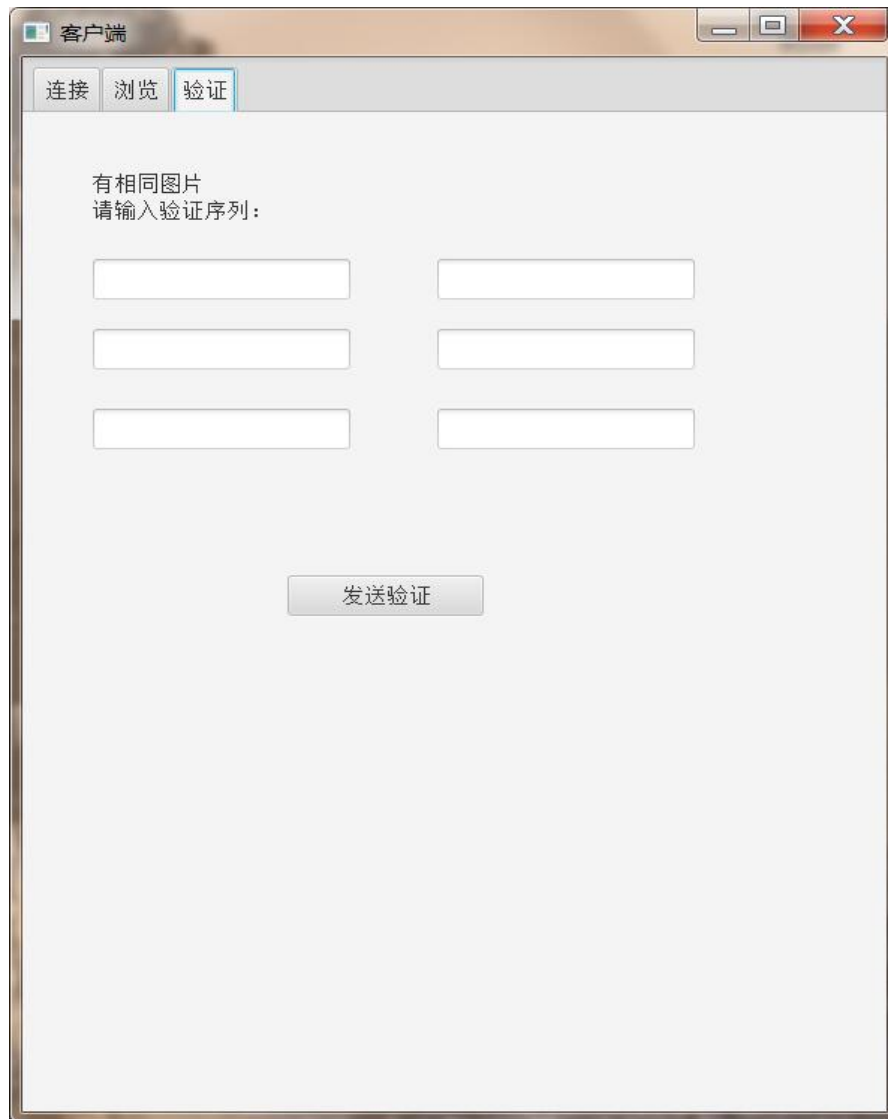 客户端
连接 浏览 验证
有相同图片
请输入验证序列：
发送验证